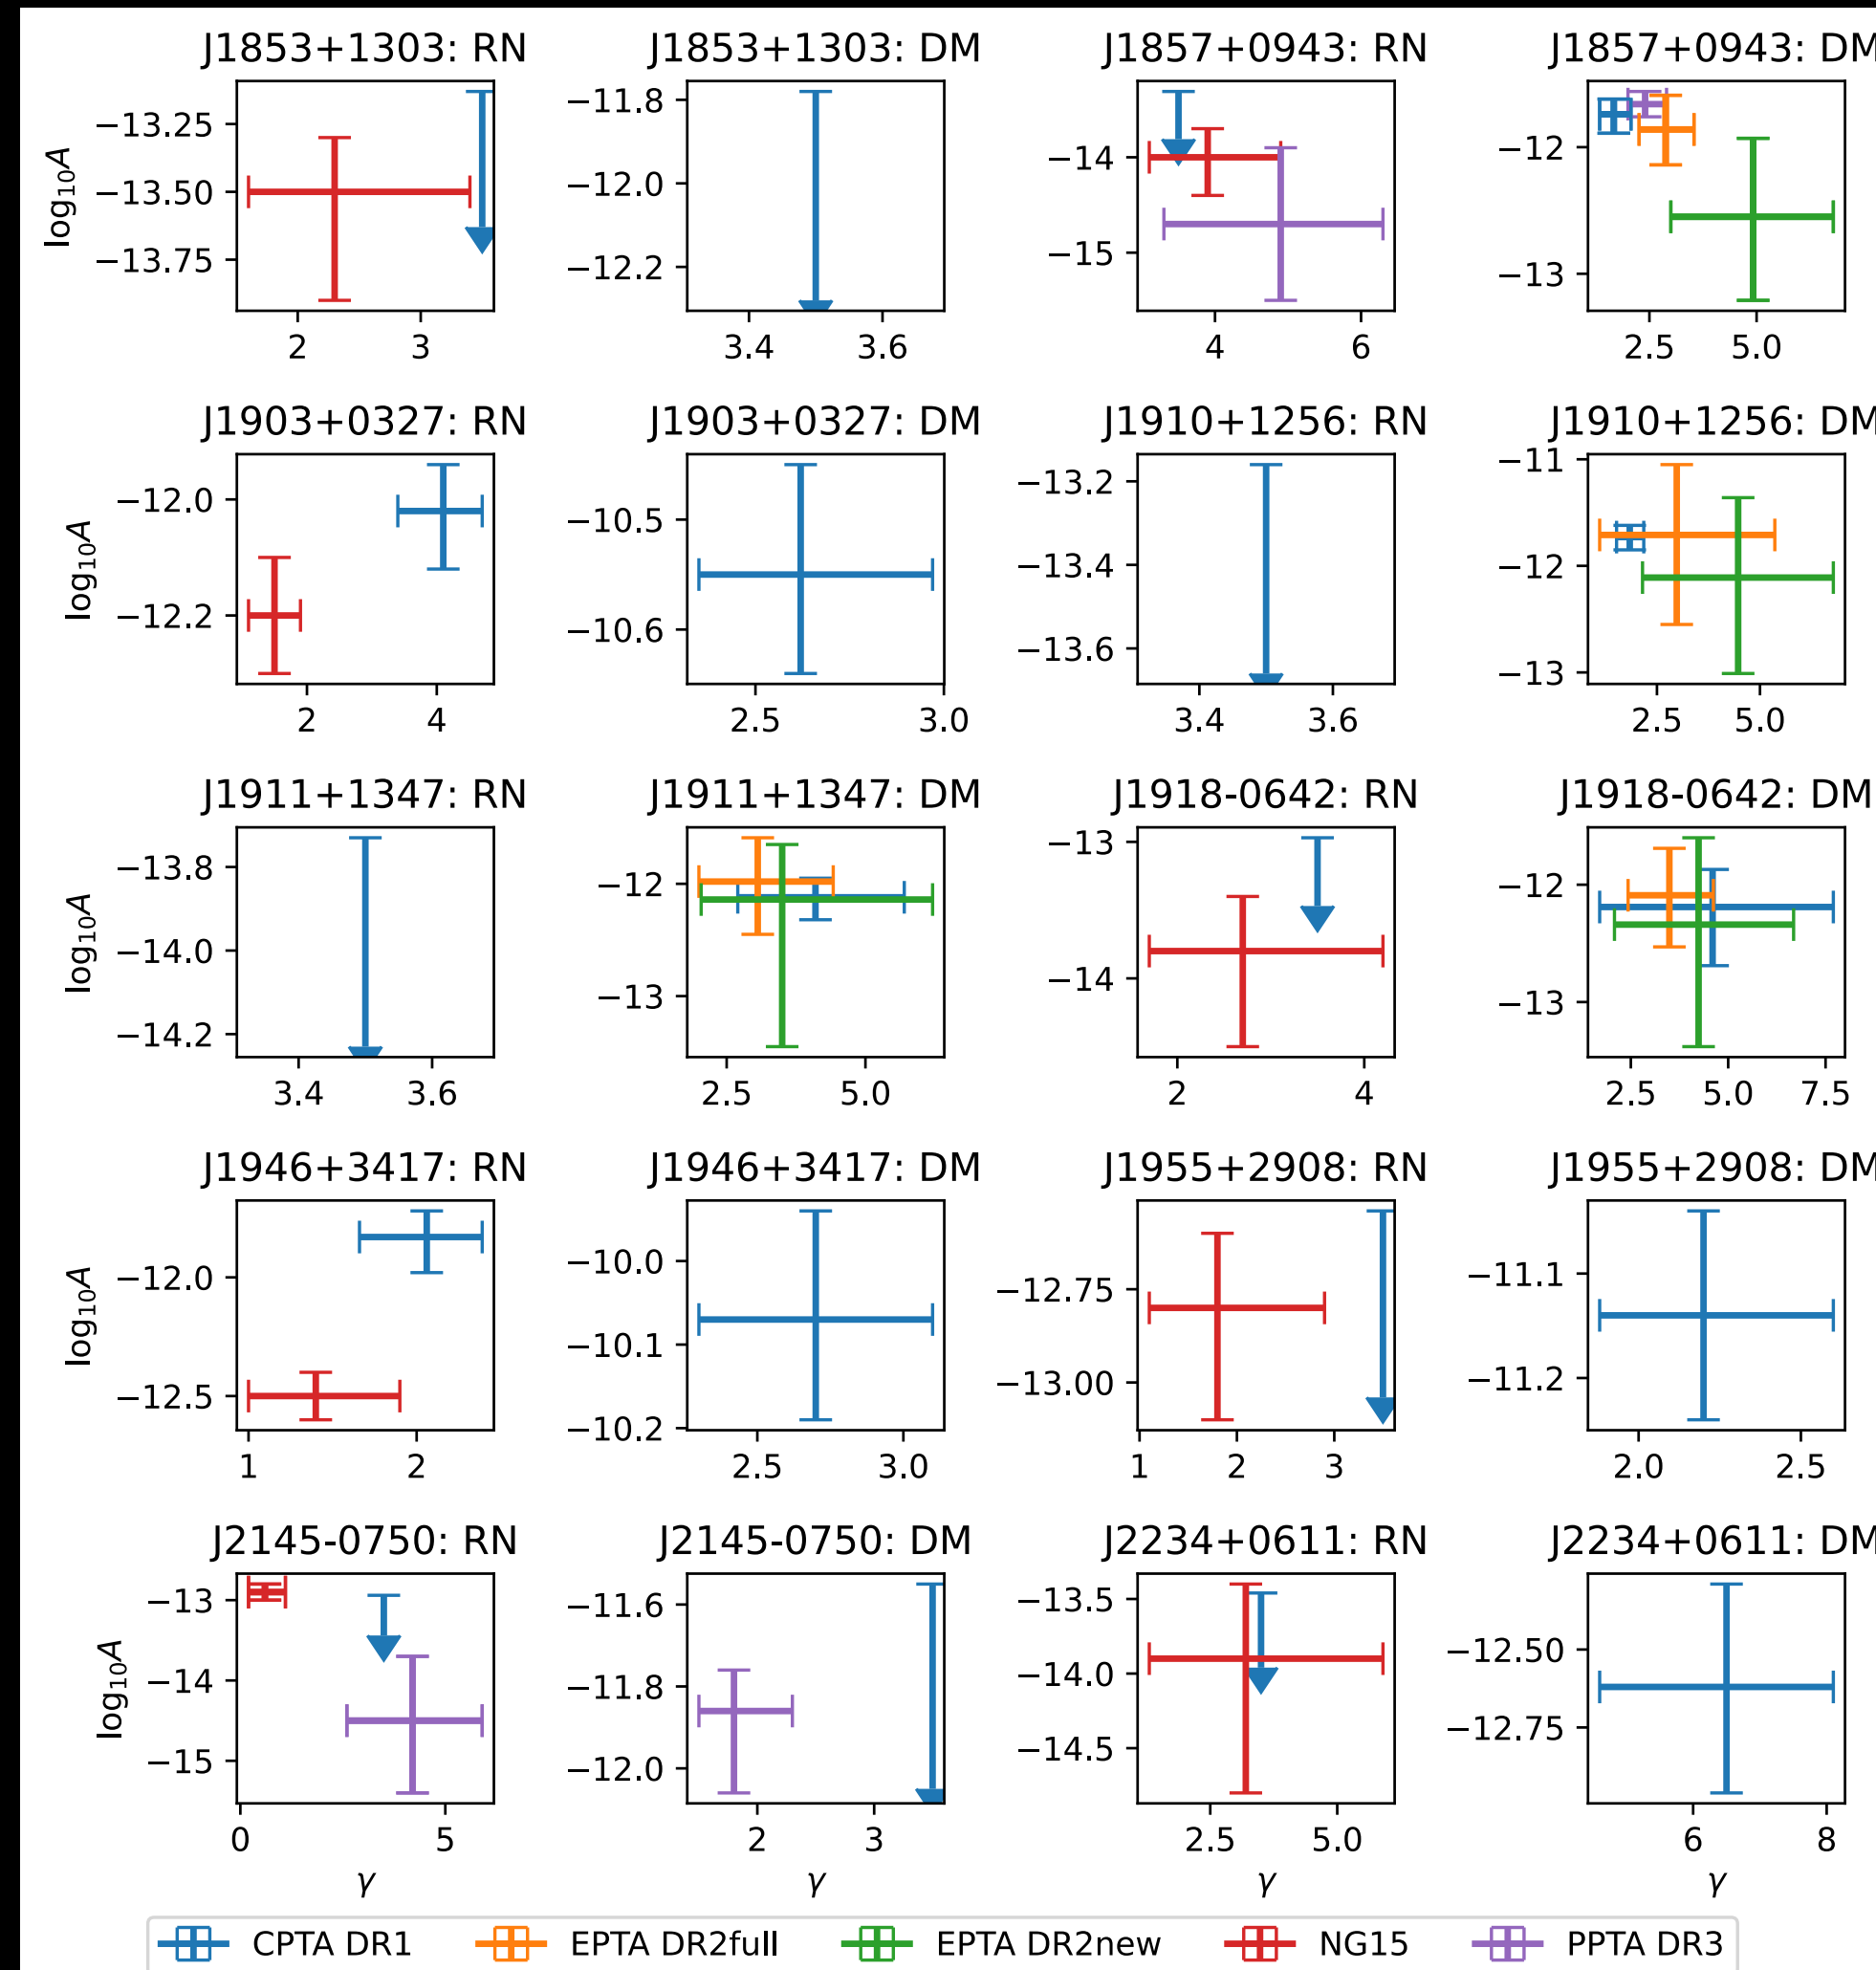 J1853+1303: RN J1853+1303: DM J1857+0943: RN J1857+0943: DM
log10A
−13.25 −13.50 −13.75
2 3
−11.8 −12.0 −12.2
3.4 3.6
−14 −15
4 6
−12 −13
2.5 5.0
J1903+0327: RN J1903+0327: DM J1910+1256: RN J1910+1256: DM
log10A
−12.0 −12.2
2 4
−10.5 −10.6
2.5 3.0
−13.2 −13.4 −13.6
3.4 3.6
−11 −12 −13
2.5 5.0
J1911+1347: RN J1911+1347: DM J1918-0642: RN J1918-0642: DM
log10A
−13.8 −14.0 −14.2
3.4 3.6
−12 −13
2.5 5.0
−13 −14
2 4
−12 −13
2.5 5.0 7.5
J1946+3417: RN J1946+3417: DM J1955+2908: RN J1955+2908: DM
log10A
−12.0 −12.5
1 2
−10.0 −10.1 −10.2
2.5 3.0
−12.75 −13.00
1 2 3
−11.1 −11.2
2.0 2.5
J2145-0750: RN J2145-0750: DM J2234+0611: RN J2234+0611: DM
log10A
−13 −14 −15
0 5
γ
−11.6 −11.8 −12.0
2 3
γ
−13.5 −14.0 −14.5
2.5 5.0
γ
−12.50 −12.75
6 8
γ
CPTA DR1 EPTA DR2full EPTA DR2new NG15 PPTA DR3